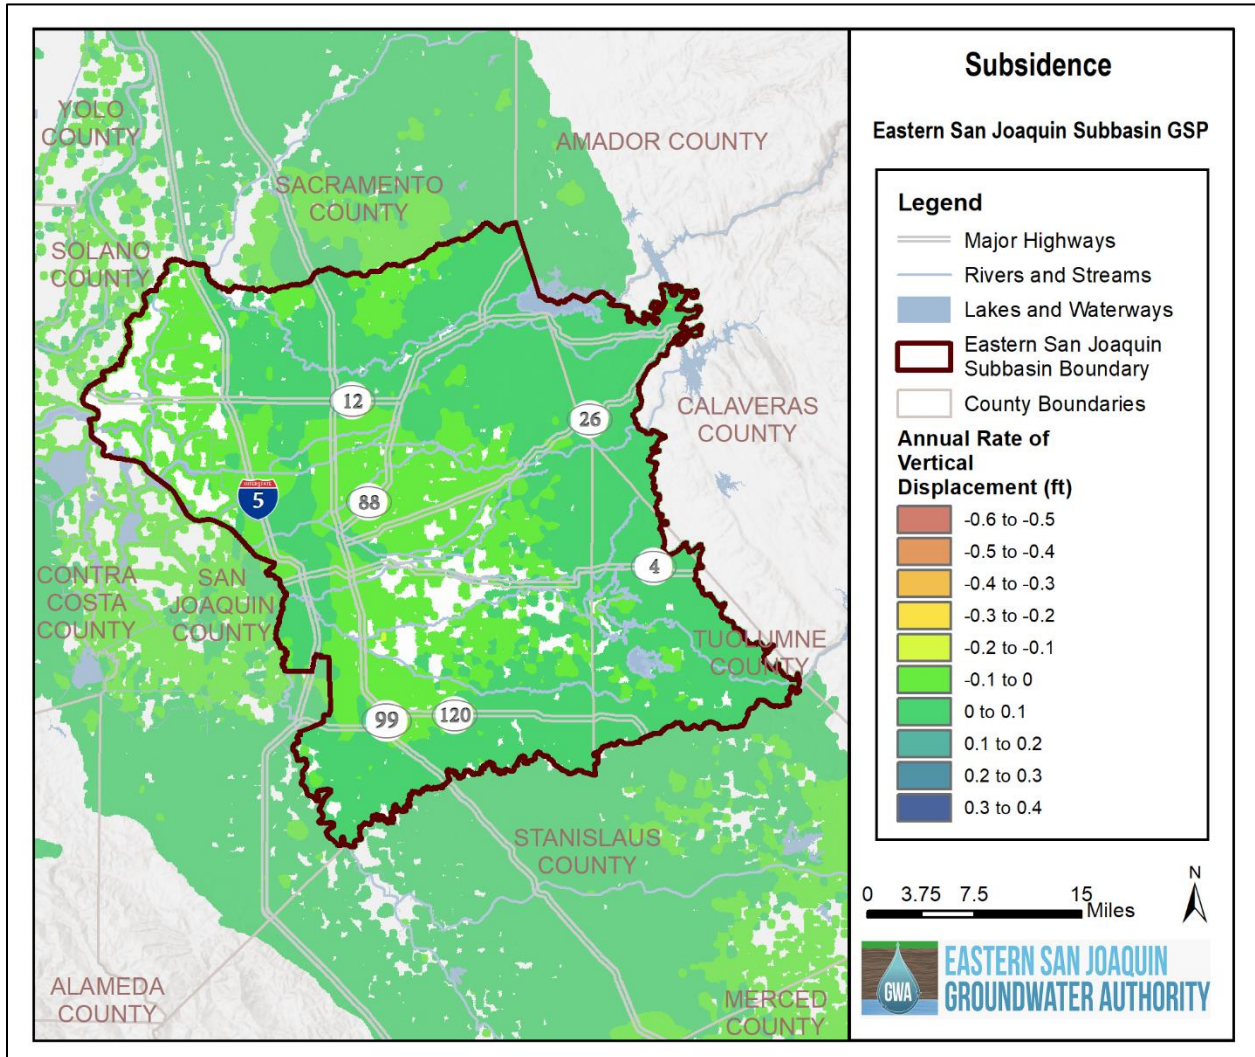 Subsidence
Eastern San Joaquin Subbasin GSP
Legend
Major Highways
Rivers and Streams
Lakes and Waterways
Eastern San Joaquin
Subbasin Boundary
County Boundaries
Annual Rate of
Vertical
Displacement (ft)
-0.6 to -0.5
-0.5 to -0.4
-0.4 to -0.3
-0.3 to -0.2
-0.2 to -0.1
-0.1 to 0
0 to 0.1
0.1 to 0.2
0.2 to 0.3
0.3 to 0.4
N
0 3.75 7.5 15
Miles
GWA
EASTERN SAN JOAQUIN
GROUNDWATER AUTHORITY
YOLO
COUNTY
AMADOR COUNTY
SACRAMENTO
COUNTY
SOLANO
COUNTY
12
26
CALAVERAS
COUNTY
5
88
4
CONTRA
COSTA
COUNTY
SAN
JOAQUIN
COUNTY
TUOLUMNE
COUNTY
99
120
STANISLAUS
COUNTY
ALAMEDA
COUNTY
MERCED
COUNTY